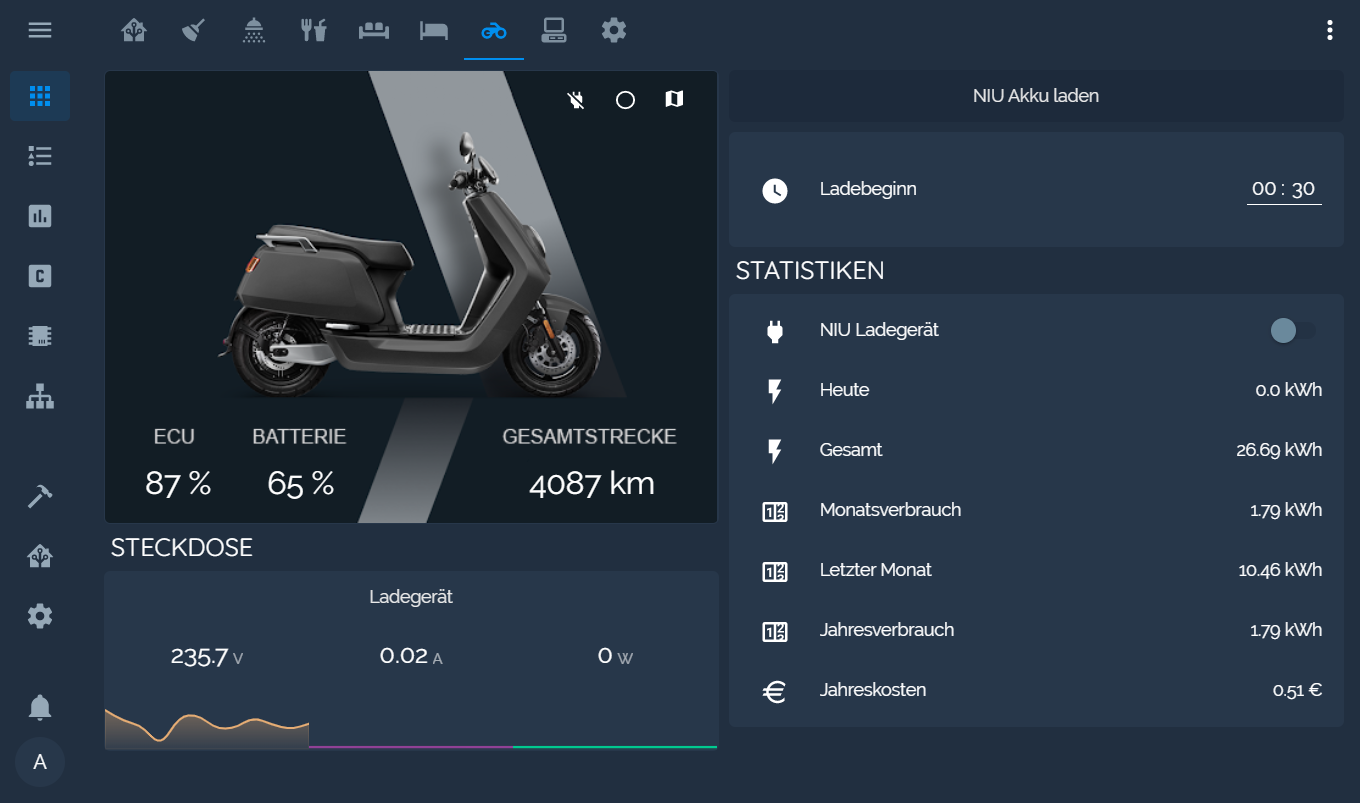 ECU
BATTERIE
GESAMTSTRECKE
87 %
65 %
4087 km
STECKDOSE
Ladegerät
235.7 V
0.02 A
0 W
NIU Akku laden
Ladebeginn
00 : 30
STATISTIKEN
NIU Ladegerät
Heute
0.0 kWh
Gesamt
26.69 kWh
Monatsverbrauch
1.79 kWh
Letzter Monat
10.46 kWh
Jahresverbrauch
1.79 kWh
Jahreskosten
0.51 €
C
A